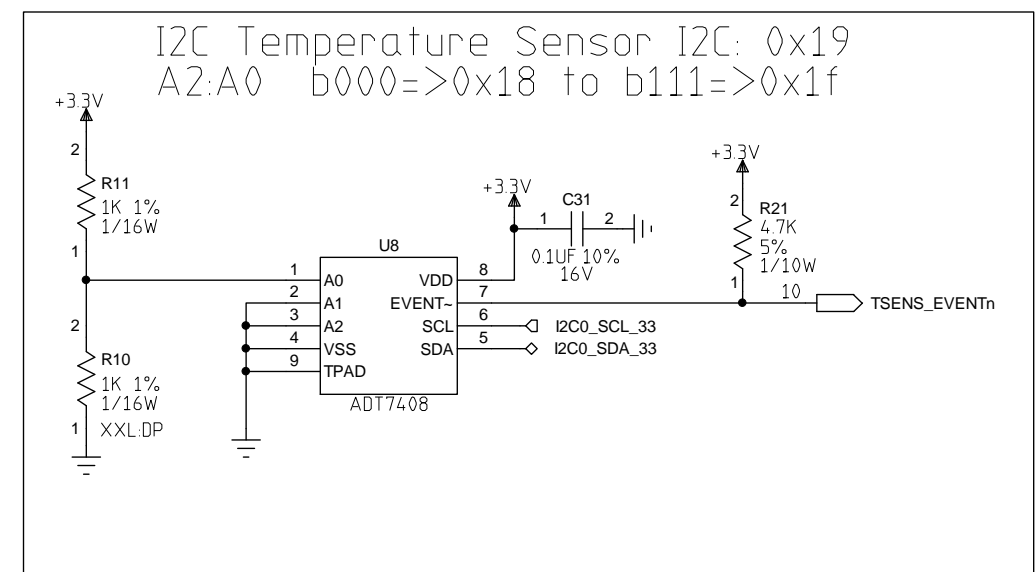 I2C Temperature Sensor I2C: 0x19
A2:A0 b000=>0x18 to b111=>0x1f
+3.3V
2
R11
1K 1%
1/16W
1
2
R10
1K 1%
1/16W
1
XXL:DP
U8
1 A0
2 A1
3 A2
4 VSS
9 TPAD
VDD 8
EVENT~ 7
SCL 6
SDA 5
ADT7408
+3.3V
C31
1 2
0.1UF 10%
16V
I2C0_SCL_33
I2C0_SDA_33
+3.3V
2
R21
4.7K
5%
1/10W
1
10
TSENS_EVENTn